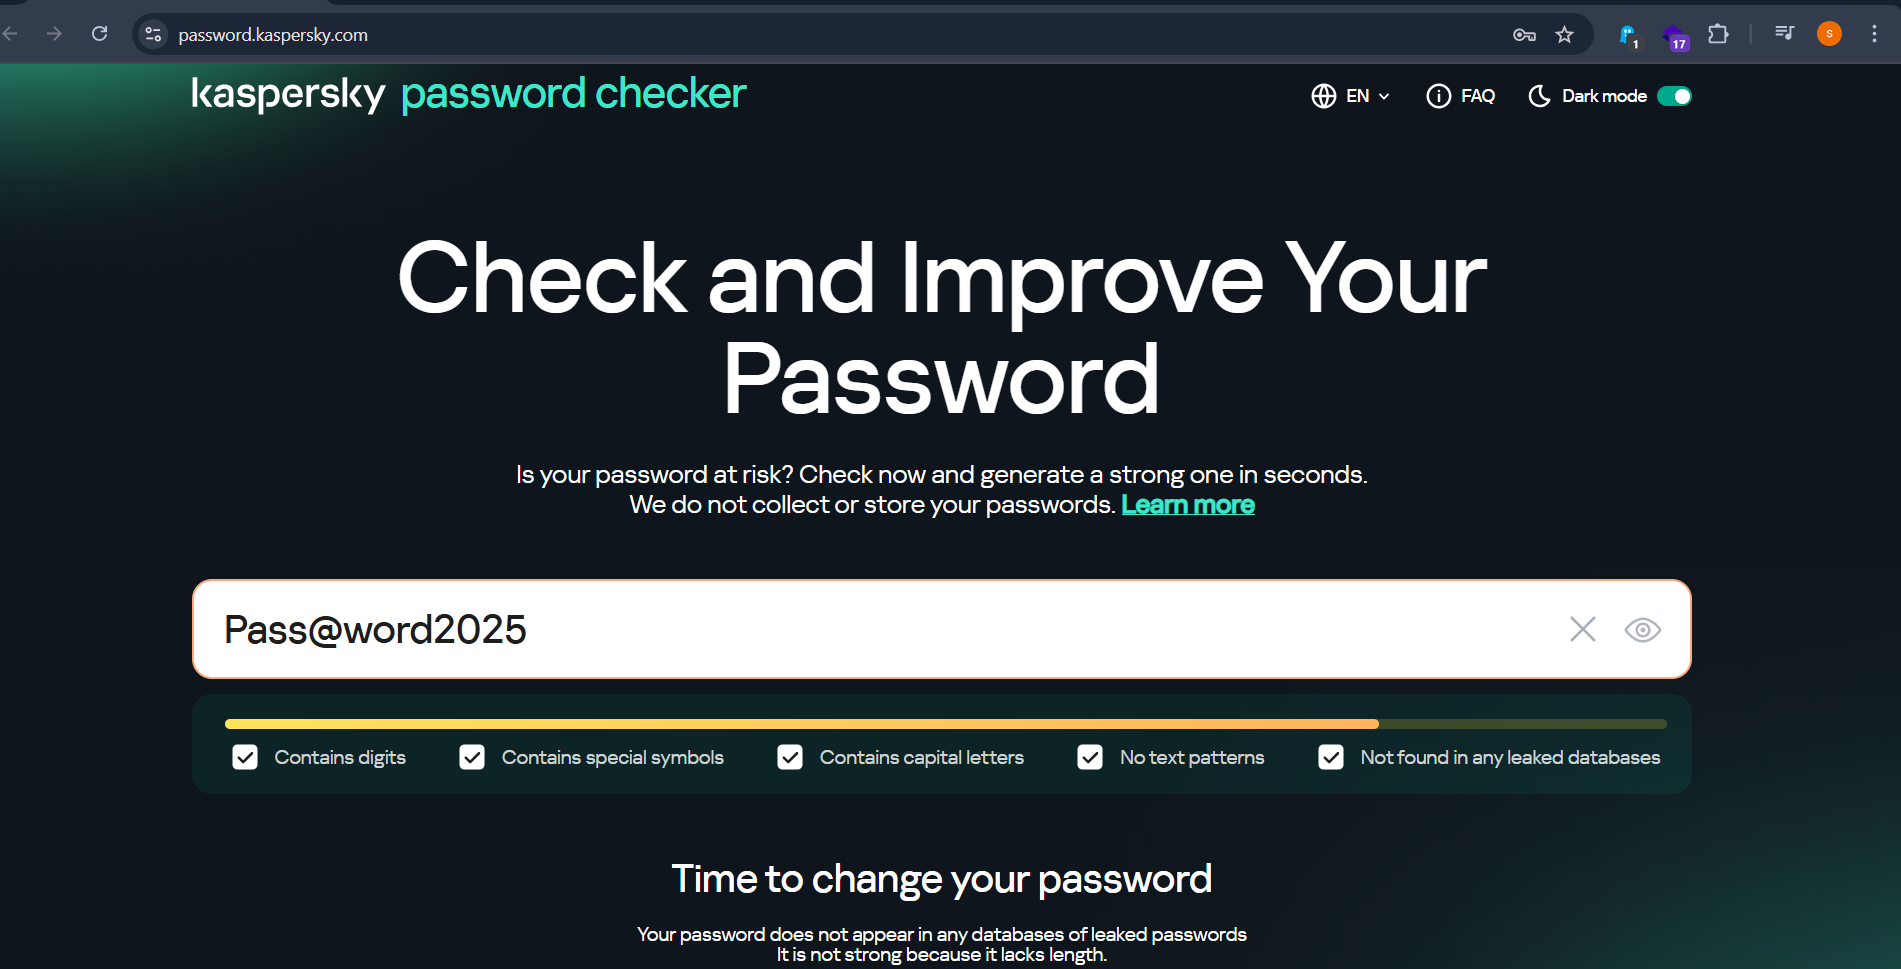 password.kaspersky.com
1
17
s
kaspersky password checker
EN
FAQ
Dark mode
Check and Improve Your
Password
Is your password at risk? Check now and generate a strong one in seconds.
We do not collect or store your passwords. Learn more
Pass@word2025
Contains digits
Contains special symbols
Contains capital letters
No text patterns
Not found in any leaked databases
Time to change your password
Your password does not appear in any databases of leaked passwords
It is not strong because it lacks length.